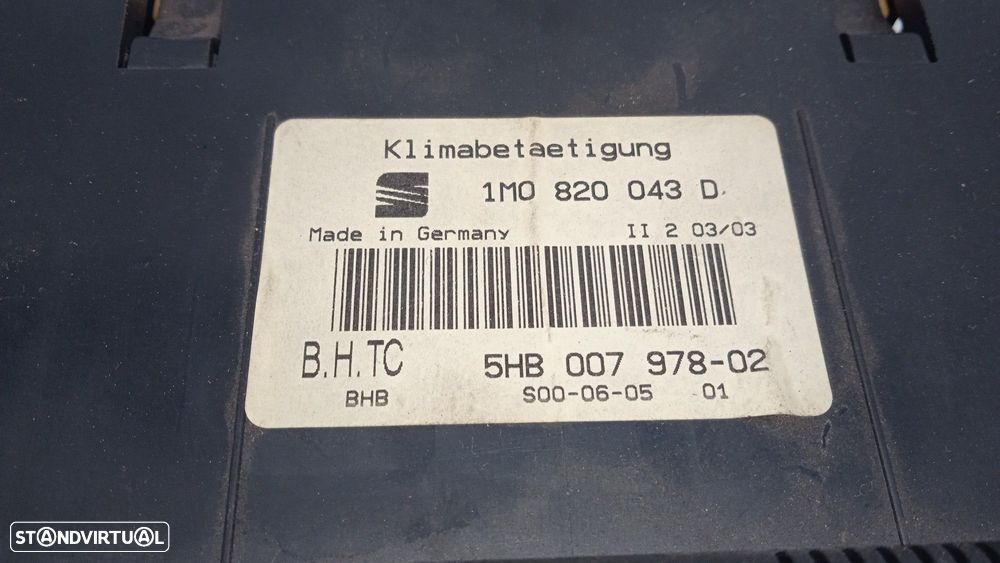 Klimabetaetigung
1M0 820 043 D.
Made in Germany II 2 03/03
B.H.TC 5HB 007 978-02
BHB S00-06-05 01
STANDVIRTUAL